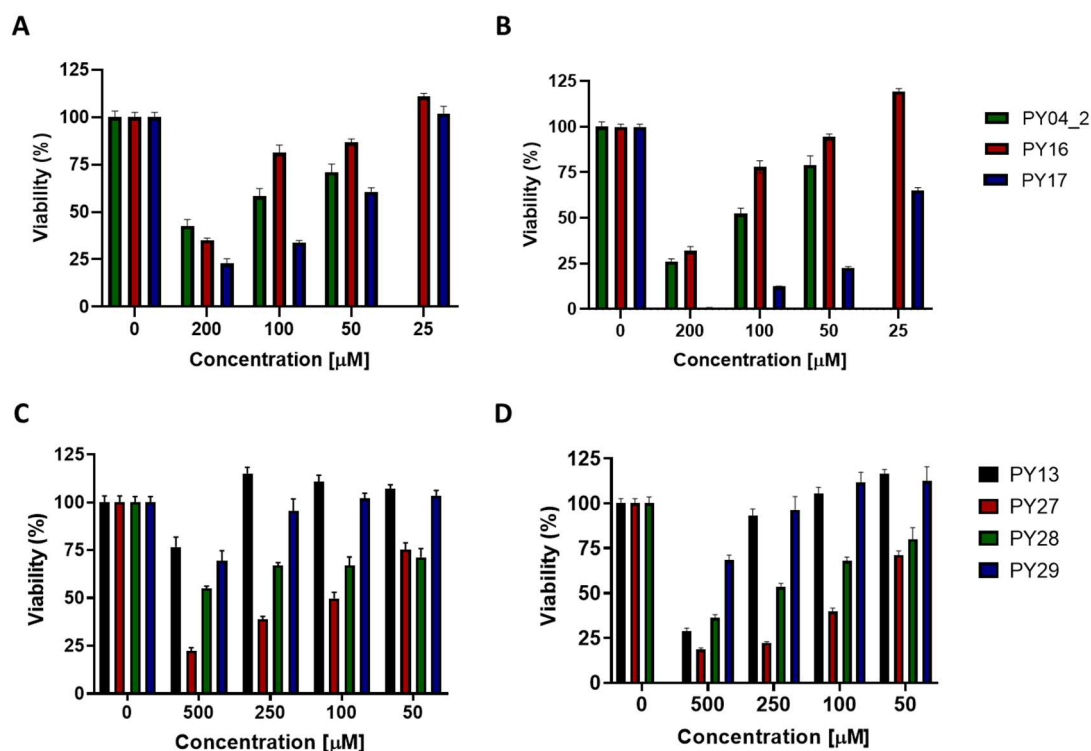 A
125
100
75
50
25
0
Viability (%)
0 200 100 50 25
Concentration [μM]
B
125
100
75
50
25
0
Viability (%)
0 200 100 50 25
Concentration [μM]
PY04_2
PY16
PY17
C
125
100
75
50
25
0
Viability (%)
0 500 250 100 50
Concentration [μM]
D
125
100
75
50
25
0
Viability (%)
0 500 250 100 50
Concentration [μM]
PY13
PY27
PY28
PY29